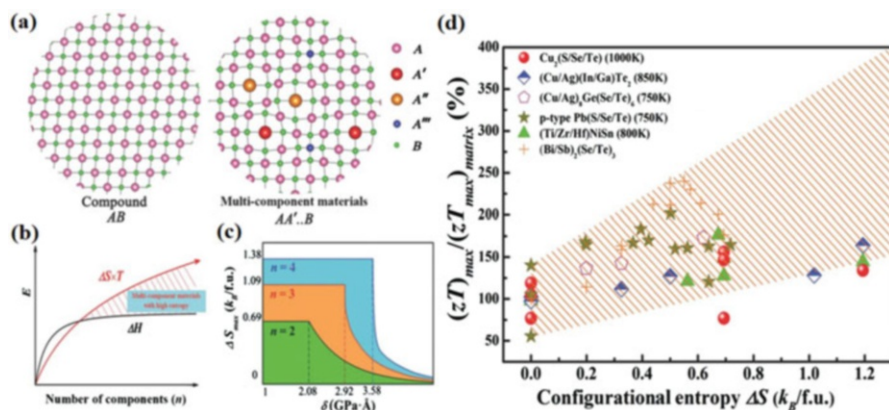 (a)
A
A'
A''
A'''
B
Compound
AB
Multi-component materials
AA'..B
(b)
E
ΔS×T
Multi-component materials
with high entropy
ΔH
Number of components (n)
(c)
ΔS_max (k_B/f.u.)
1.38
1.09
0.69
0
n = 4
n = 3
n = 2
1
2.08
2.92
3.58
δ(GPa·Å)
(d)
(zT)_max/(zT_max)_matrix (%)
400
350
300
250
200
150
100
50
0
Cu₂(S/Se/Te) (1000K)
(Cu/Ag)(In/Ga)Te₂ (850K)
(Cu/Ag)₈Ge(Se/Te)₆ (750K)
p-type Pb(S/Se/Te) (750K)
(Ti/Zr/Hf)NiSn (800K)
(Bi/Sb)₂(Se/Te)₃
0.0
0.2
0.4
0.6
0.8
1.0
1.2
Configurational entropy ΔS (k_B/f.u.)